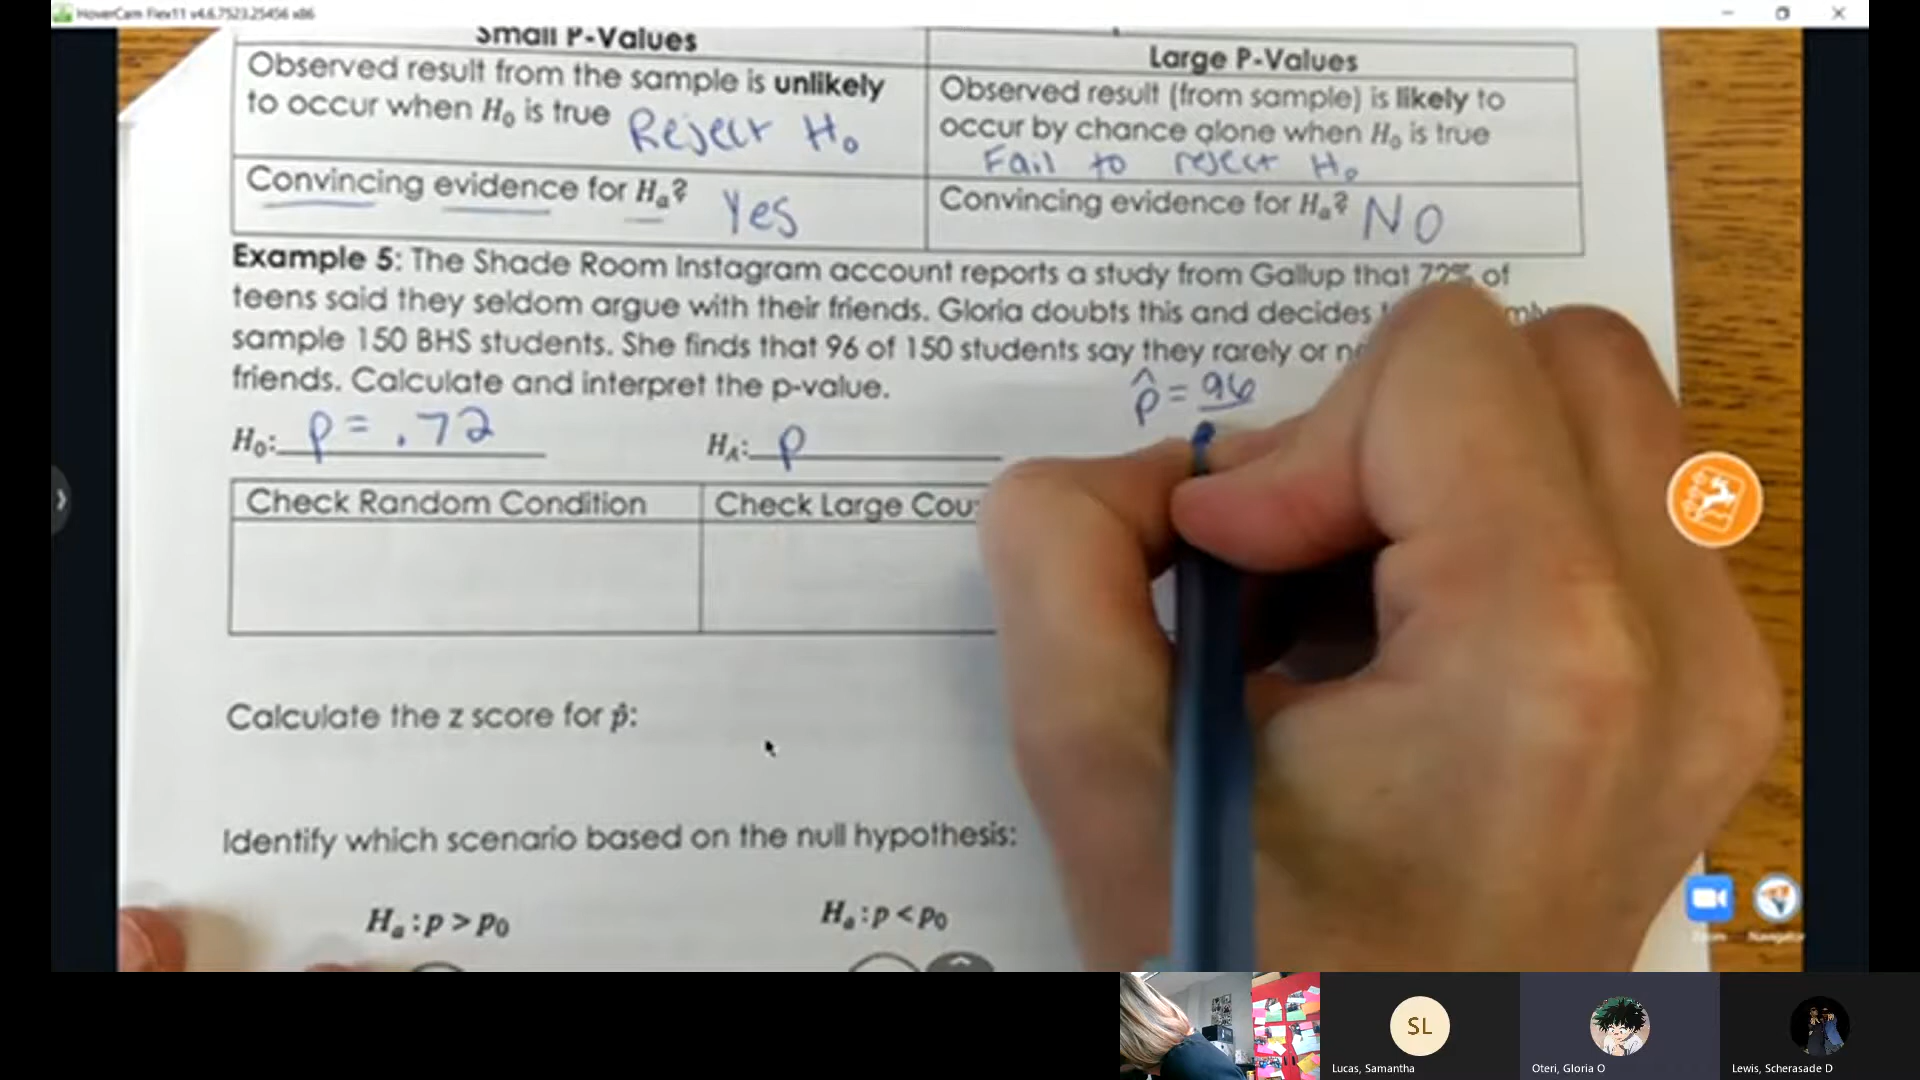 HoverCam Flex11 v4.6.7523.25456 x86
Small P-Values
Large P-Values
Observed result from the sample is unlikely
to occur when H₀ is true Reject H₀
Observed result (from sample) is likely to
occur by chance alone when H₀ is true
Fail to reject H₀
Convincing evidence for Hₐ? Yes
Convincing evidence for Hₐ? NO
Example 5: The Shade Room Instagram account reports a study from Gallup that 72% of
teens said they seldom argue with their friends. Gloria doubts this and decides
sample 150 BHS students. She finds that 96 of 150 students say they rarely or
friends. Calculate and interpret the p-value.
p̂ = 96
H₀: p = .72
H_A: p
Check Random Condition
Check Large
Calculate the z score for p̂:
Identify which scenario based on the null hypothesis:
Hₐ: p > p₀
Hₐ: p < p₀
Zoom
Navigator
SL
Lucas, Samantha
Oteri, Gloria O
Lewis, Scherasade D